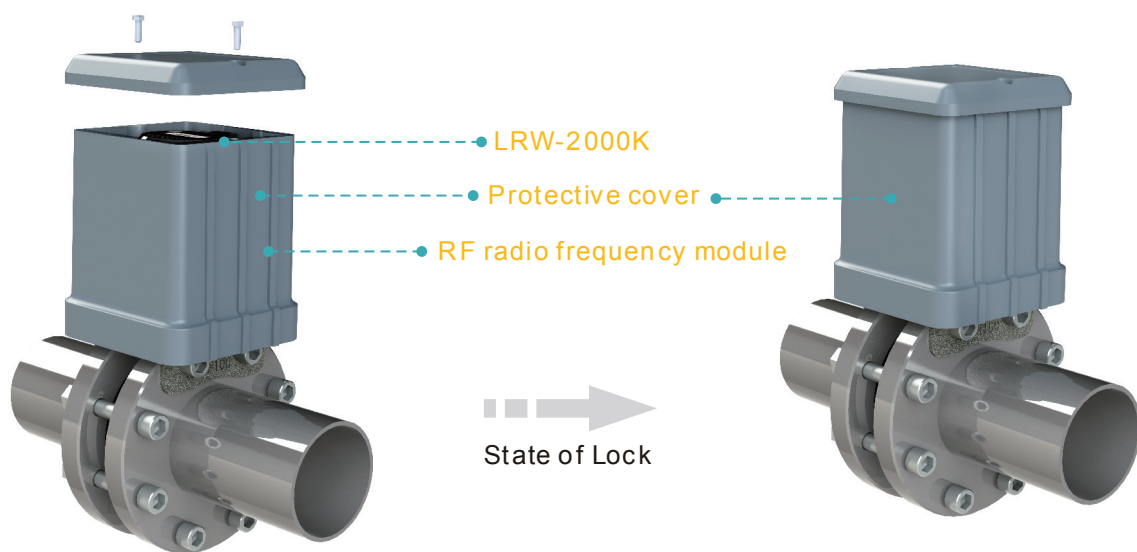 LRW-2000K
Protective cover
RF radio frequency module
State of Lock